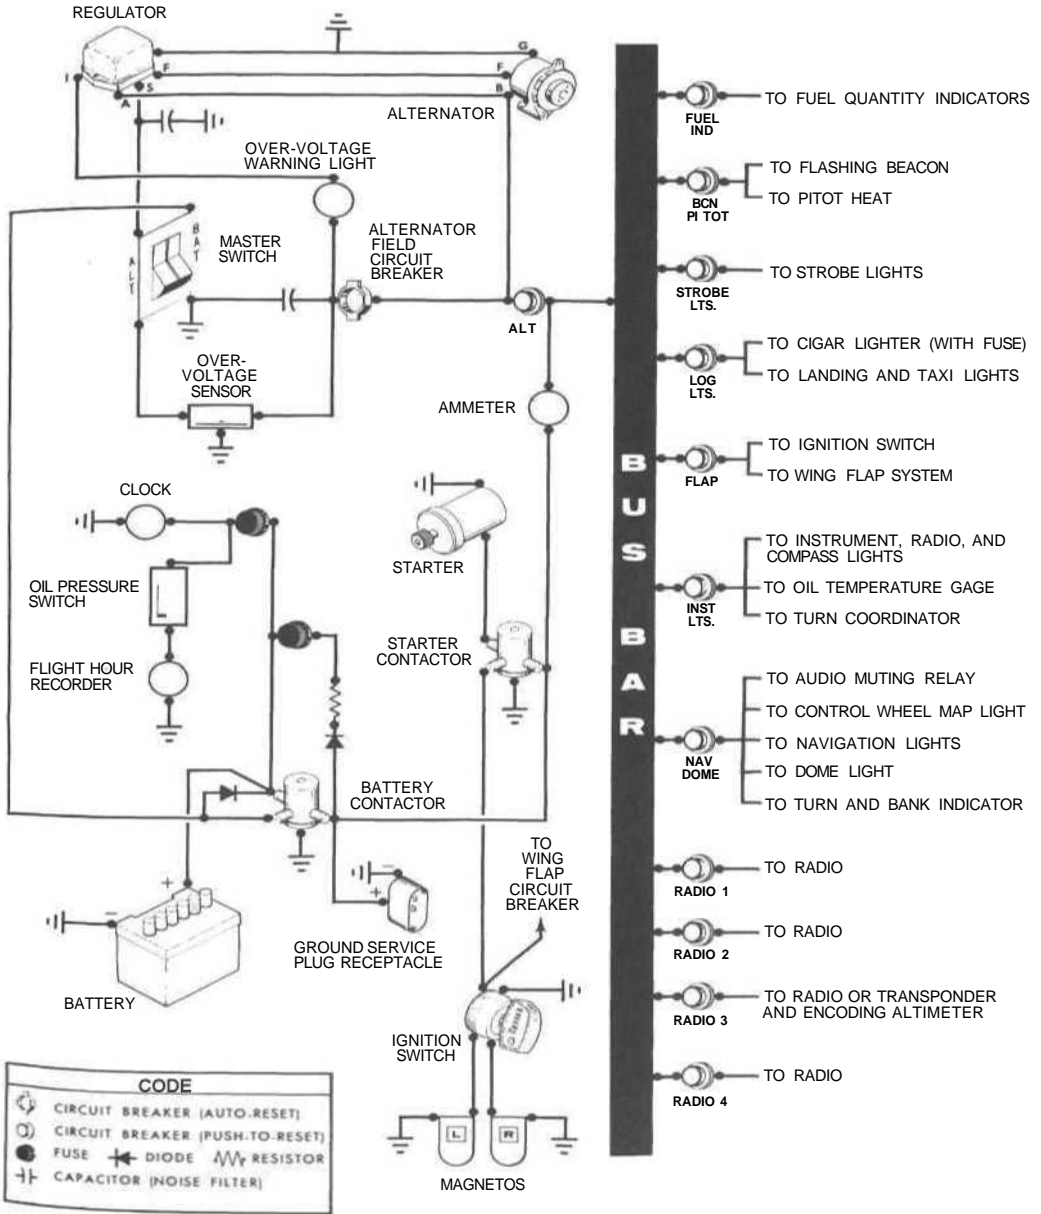 REGULATOR
G
F
F
I
S
B
A
ALTERNATOR
OVER-VOLTAGE
WARNING LIGHT
BAT
ALT
MASTER
SWITCH
ALTERNATOR
FIELD
CIRCUIT
BREAKER
ALT
OVER-
VOLTAGE
SENSOR
AMMETER
CLOCK
OIL PRESSURE
SWITCH
FLIGHT HOUR
RECORDER
STARTER
STARTER
CONTACTOR
BATTERY
CONTACTOR
+
−
BATTERY
−
+
GROUND SERVICE
PLUG RECEPTACLE
TO
WING
FLAP
CIRCUIT
BREAKER
IGNITION
SWITCH
L
R
MAGNETOS
BUS BAR
FUEL
IND
TO FUEL QUANTITY INDICATORS
BCN
PI TOT
TO FLASHING BEACON
TO PITOT HEAT
STROBE
LTS.
TO STROBE LIGHTS
LOG
LTS.
TO CIGAR LIGHTER (WITH FUSE)
TO LANDING AND TAXI LIGHTS
FLAP
TO IGNITION SWITCH
TO WING FLAP SYSTEM
INST
LTS.
TO INSTRUMENT, RADIO, AND
COMPASS LIGHTS
TO OIL TEMPERATURE GAGE
TO TURN COORDINATOR
NAV
DOME
TO AUDIO MUTING RELAY
TO CONTROL WHEEL MAP LIGHT
TO NAVIGATION LIGHTS
TO DOME LIGHT
TO TURN AND BANK INDICATOR
RADIO 1
TO RADIO
RADIO 2
TO RADIO
RADIO 3
TO RADIO OR TRANSPONDER
AND ENCODING ALTIMETER
RADIO 4
TO RADIO
CODE
CIRCUIT BREAKER (AUTO-RESET)
CIRCUIT BREAKER (PUSH-TO-RESET)
FUSE DIODE RESISTOR
CAPACITOR (NOISE FILTER)